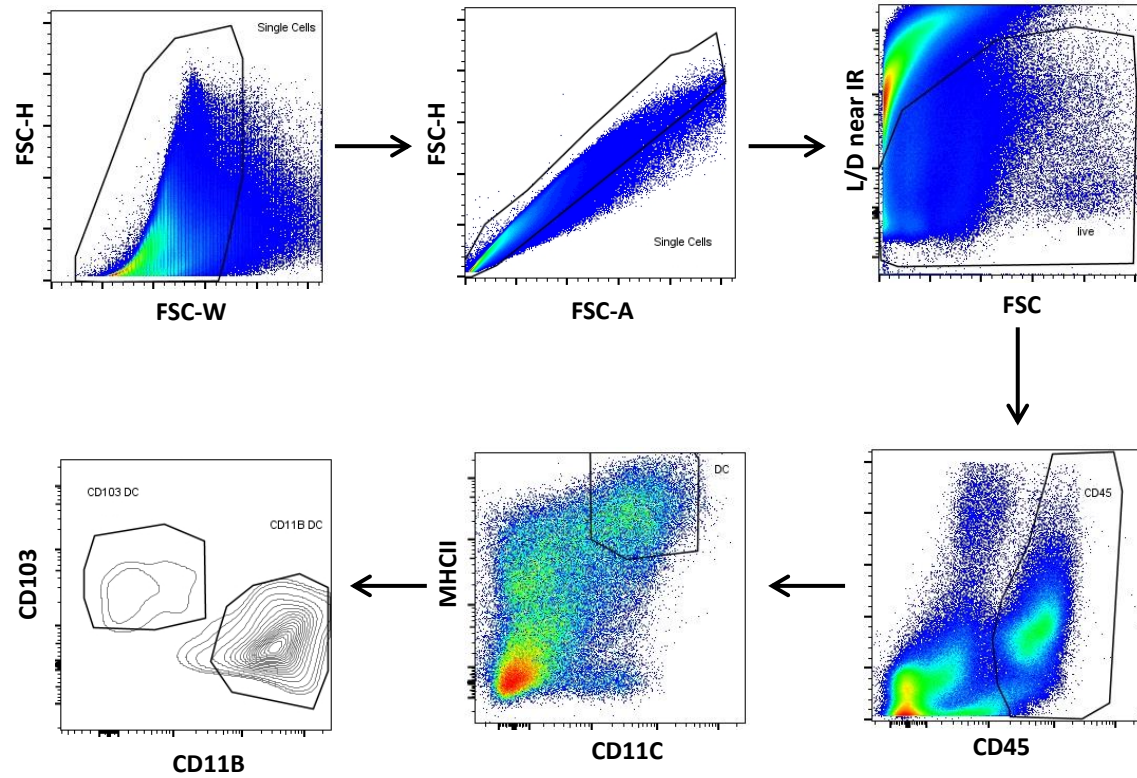 Single Cells
FSC-H
FSC-W
FSC-H
Single Cells
FSC-A
L/D near IR
live
FSC
CD103 DC
CD11B DC
CD103
CD11B
DC
MHCII
CD11C
CD45
CD45